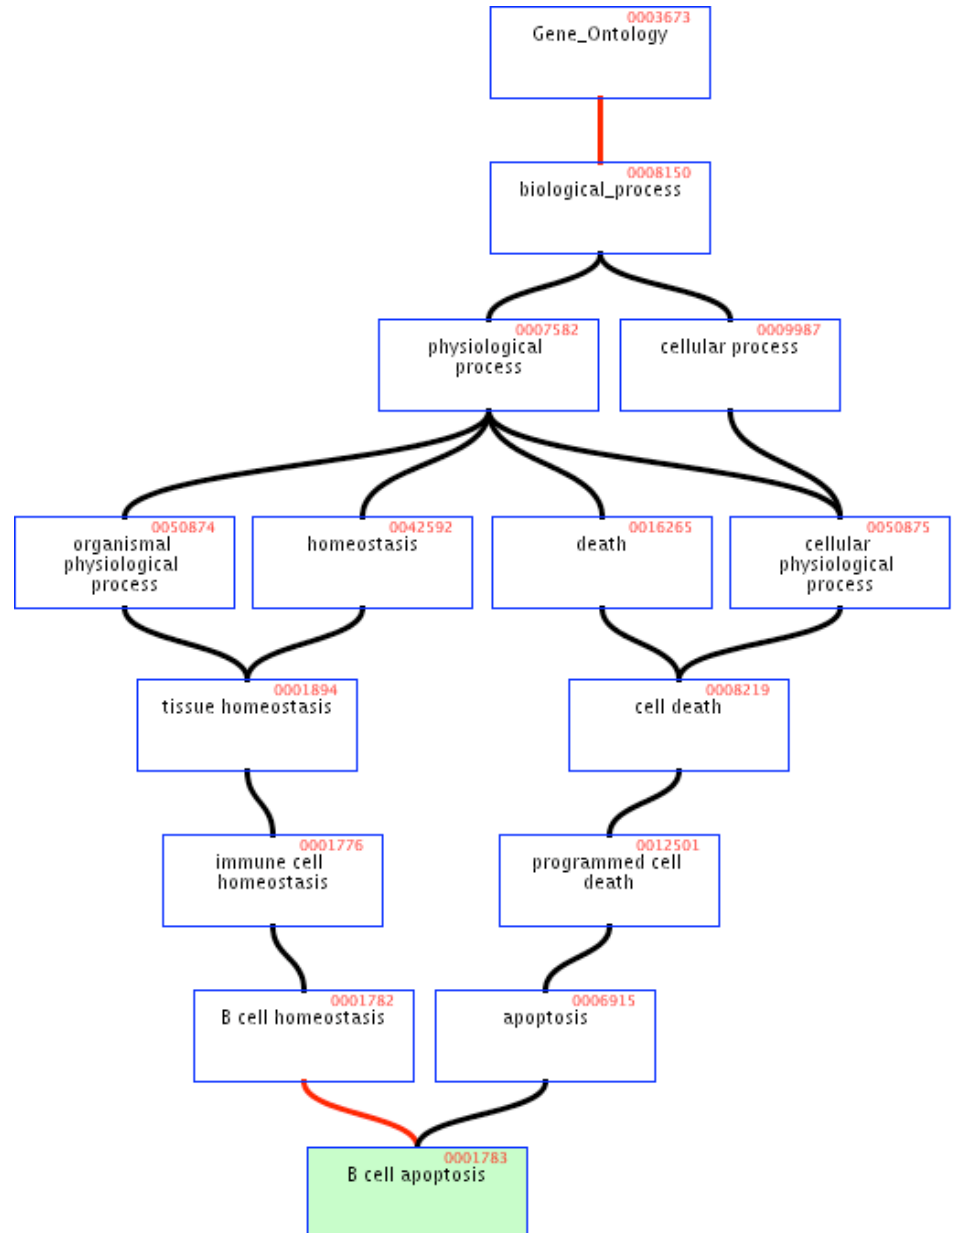 0003673
Gene_Ontology
0008150
biological_process
0007582
physiological
process
0009987
cellular process
0050874
organismal
physiological
process
0042592
homeostasis
0016265
death
0050875
cellular
physiological
process
0001894
tissue homeostasis
0008219
cell death
0001776
immune cell
homeostasis
0012501
programmed cell
death
0001782
B cell homeostasis
0006915
apoptosis
0001783
B cell apoptosis